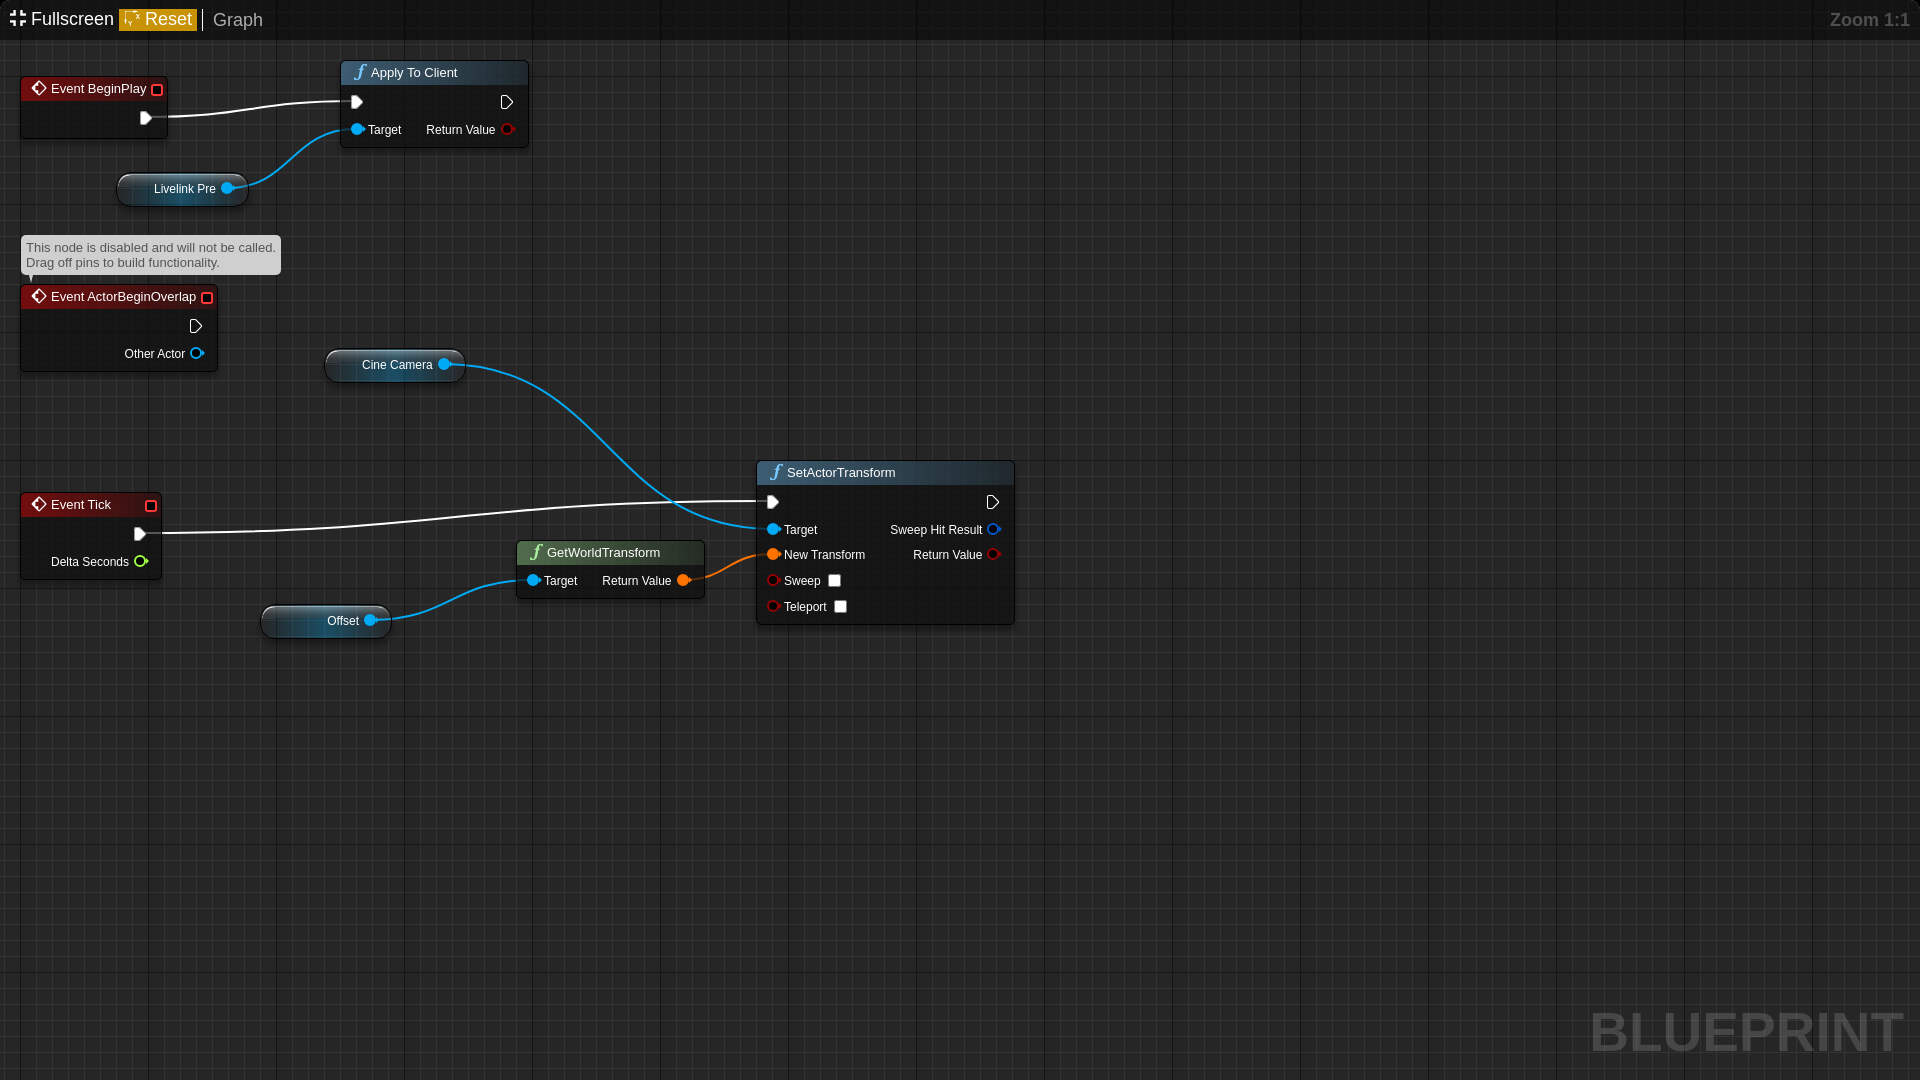 Fullscreen Reset Graph Zoom 1:1
Apply To Client
Event BeginPlay
Target Return Value
Livelink Pre
This node is disabled and will not be called.
Drag off pins to build functionality.
Event ActorBeginOverlap
Other Actor
Cine Camera
SetActorTransform
Event Tick
Target Sweep Hit Result
Delta Seconds
GetWorldTransform
New Transform Return Value
Target Return Value
Sweep
Teleport
Offset
BLUEPRINT